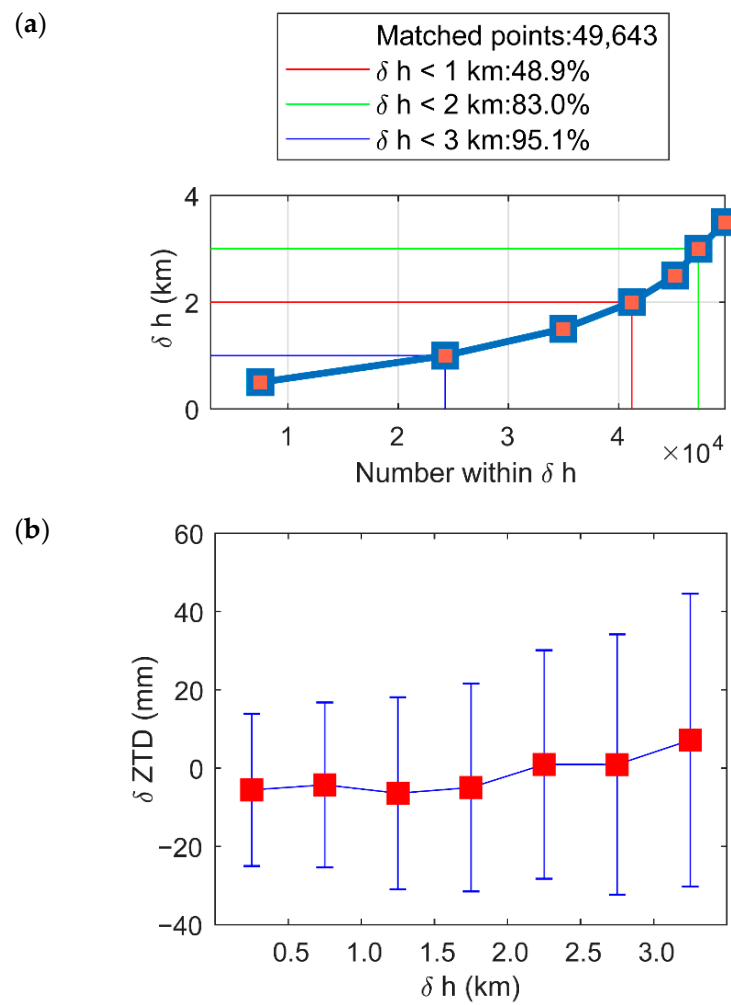 (a)
Matched points:49,643
δ h < 1 km:48.9%
δ h < 2 km:83.0%
δ h < 3 km:95.1%
4
2
0
δ h (km)
1 2 3 4
×10⁴
Number within δ h
(b)
60
40
20
0
−20
−40
δ ZTD (mm)
0.5 1.0 1.5 2.0 2.5 3.0
δ h (km)